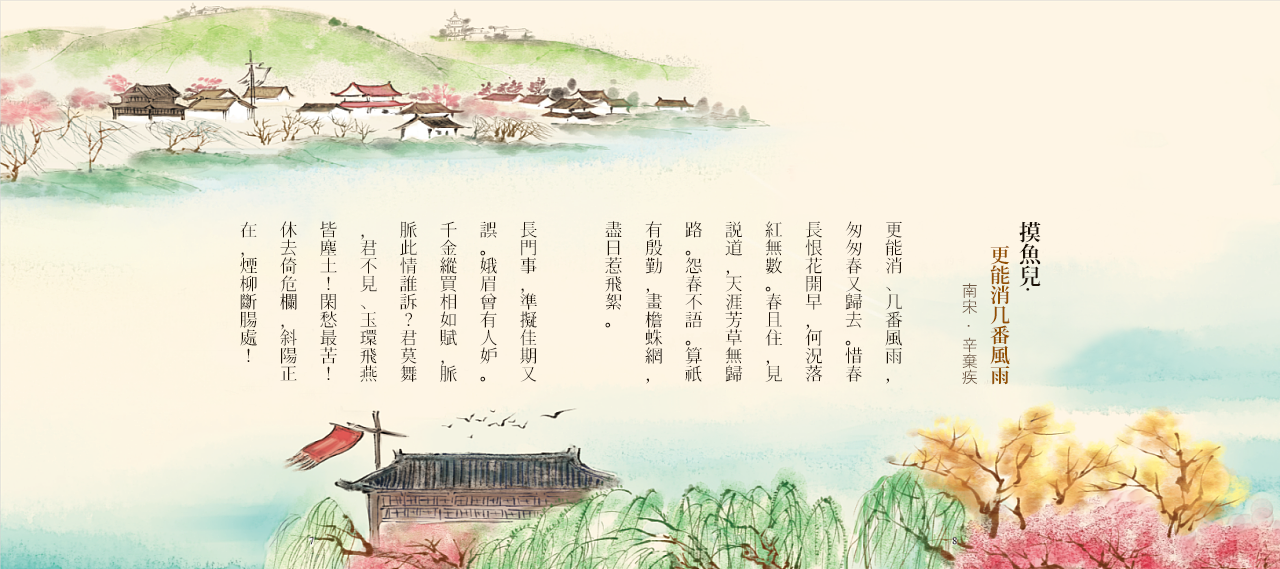 摸魚兒·
更能消几番風雨
南宋·辛棄疾
更能消、几番風雨，
匆匆春又歸去。惜春
長恨花開早，何況落
紅無數。春且住，見
説道，天涯芳草無歸
路。怨春不語。算衹
有殷勤，畫檐蛛網，
盡日惹飛絮。
長門事，準擬佳期又
誤。娥眉曾有人妒。
千金縱買相如賦，脈
脈此情誰訴？君莫舞
，君不見、玉環飛燕
皆塵土！閑愁最苦！
休去倚危欄，斜陽正
在，煙柳斷腸處！
7
8